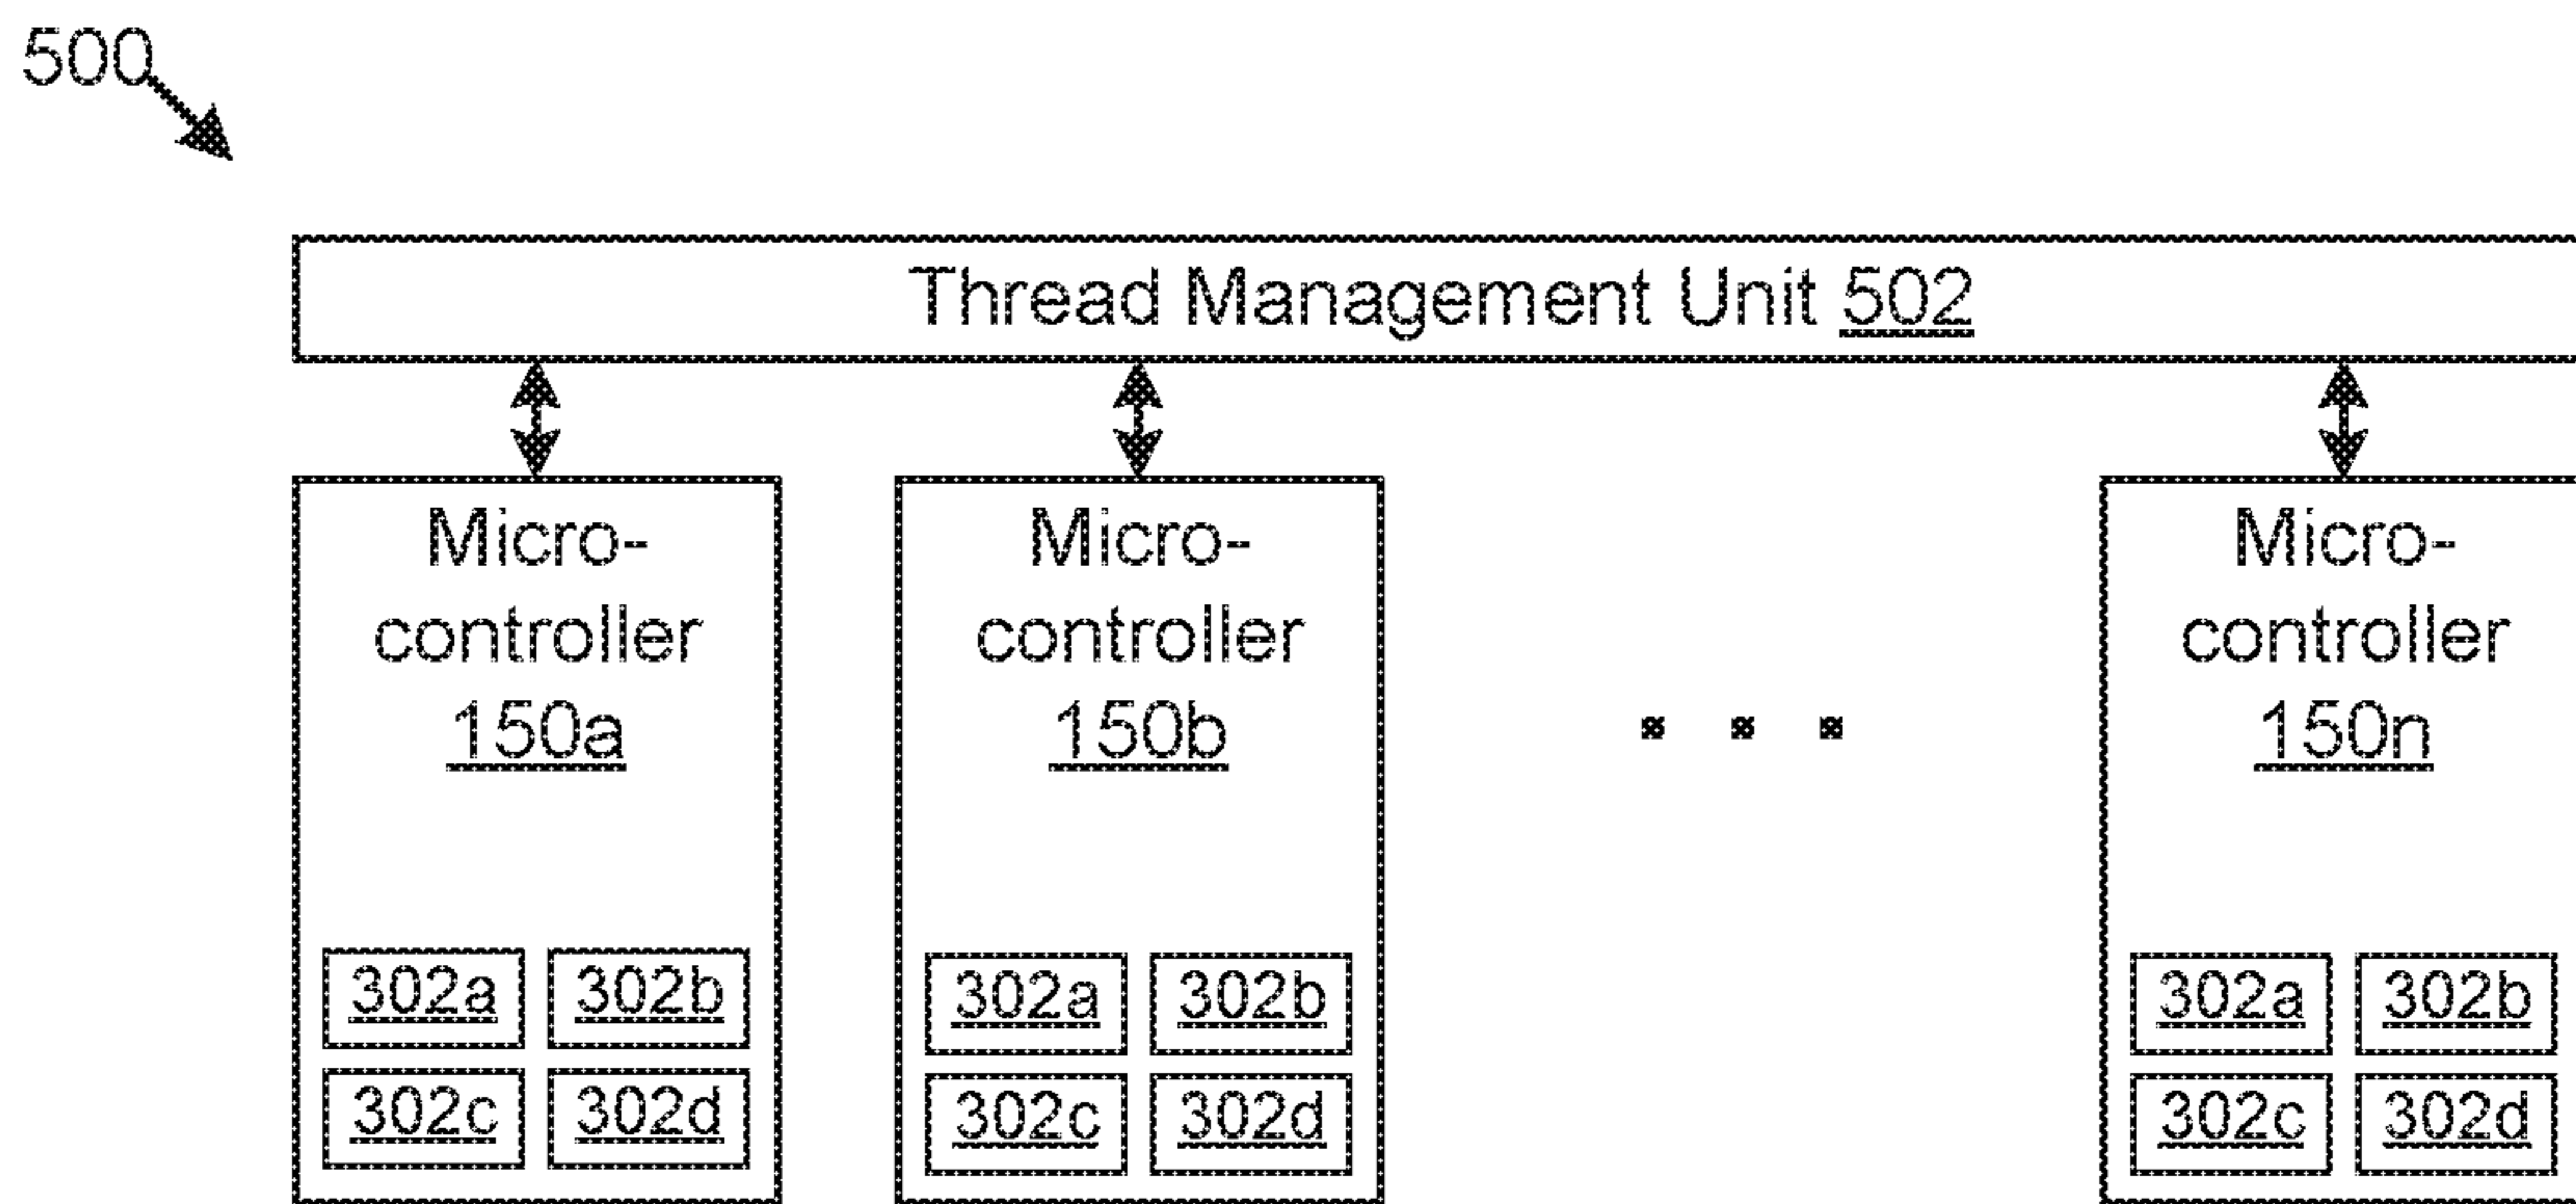 500
Thread Management Unit 502
Micro-
controller
150a
302a 302b
302c 302d
Micro-
controller
150b
302a 302b
302c 302d
. . .
Micro-
controller
150n
302a 302b
302c 302d